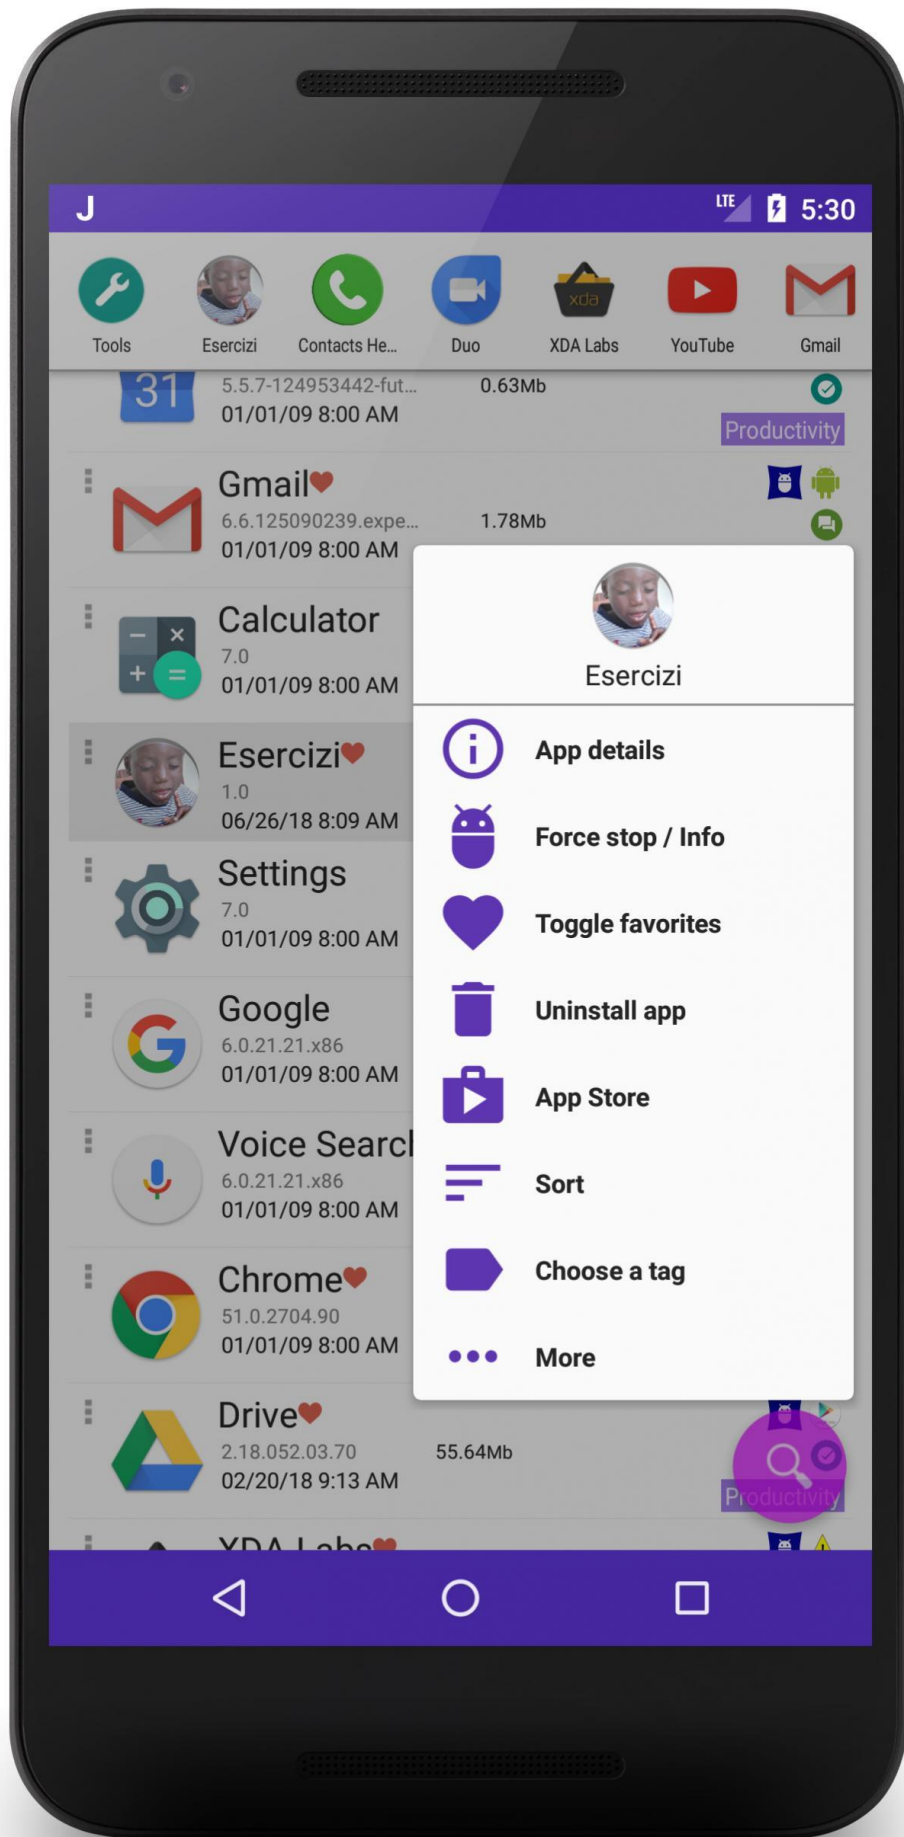 J LTE 5:30
xda
Tools Esercizi Contacts He... Duo XDA Labs YouTube Gmail
31 5.5.7-124953442-fut... 0.63Mb
01/01/09 8:00 AM
Productivity
Gmail
6.6.125090239.expe... 1.78Mb
01/01/09 8:00 AM
Calculator
7.0
01/01/09 8:00 AM
Esercizi
1.0
06/26/18 8:09 AM
Settings
7.0
01/01/09 8:00 AM
Google
6.0.21.21.x86
01/01/09 8:00 AM
Voice Search
6.0.21.21.x86
01/01/09 8:00 AM
Chrome
51.0.2704.90
01/01/09 8:00 AM
Drive
2.18.052.03.70 55.64Mb
02/20/18 9:13 AM
Productivity
XDA Labs
Esercizi
App details
Force stop / Info
Toggle favorites
Uninstall app
App Store
Sort
Choose a tag
More